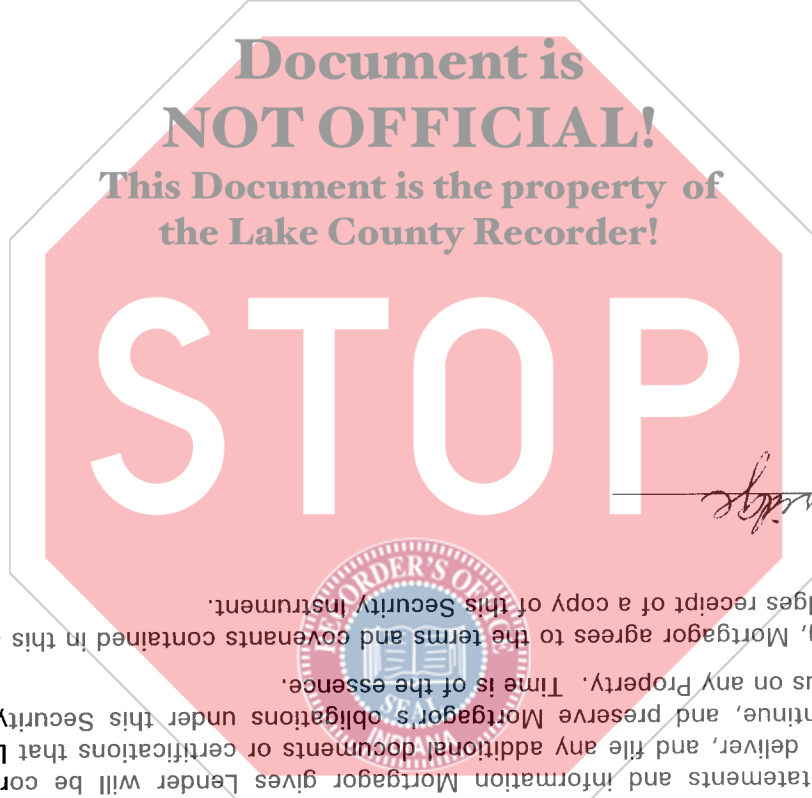 Document is
NOT OFFICIAL!
This Document is the property of
the Lake County Recorder!
STOP
RECORDER'S OFFICE
SEAL
INDIANA
tatements and information Mortgagor gives Lender will be cor
deliver, and file any additional documents or certifications that L
ntinue, and preserve Mortgagor's obligations under this Security
us on any Property. Time is of the essence.
g, Mortgagor agrees to the terms and covenants contained in this
dges receipt of a copy of this Security Instrument.